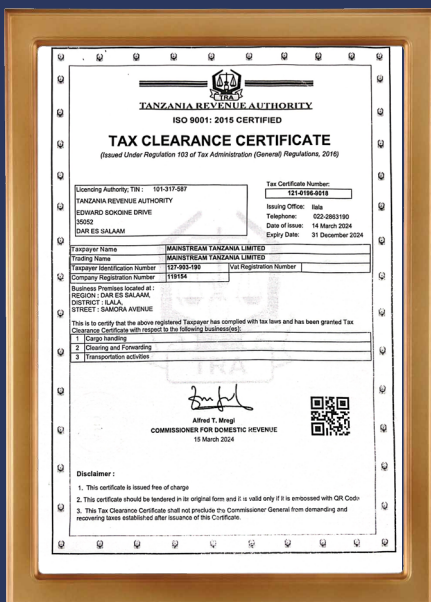 TRA
TANZANIA REVENUE AUTHORITY
ISO 9001: 2015 CERTIFIED
TAX CLEARANCE CERTIFICATE
(Issued Under Regulation 103 of Tax Administration (General) Regulations, 2016)
Licencing Authority; TIN : 101-317-587
TANZANIA REVENUE AUTHORITY
EDWARD SOKOINE DRIVE
35052
DAR ES SALAAM
Tax Certificate Number:
121-0196-9018
Issuing Office: Ilala
Telephone: 022-2863190
Date of issue: 14 March 2024
Expiry Date: 31 December 2024
Taxpayer Name MAINSTREAM TANZANIA LIMITED
Trading Name MAINSTREAM TANZANIA LIMITED
Taxpayer Identification Number 127-903-190 Vat Registration Number
Company Registration Number 119154
Business Premises located at :
REGION : DAR ES SALAAM,
DISTRICT : ILALA,
STREET : SAMORA AVENUE
This is to certify that the above registered Taxpayer has complied with tax laws and has been granted Tax
Clearance Certificate with respect to the following business(es):
1 Cargo handling
2 Clearing and Forwarding
3 Transportation activities
TRA
Alfred T. Mregi
COMMISSIONER FOR DOMESTIC REVENUE
15 March 2024
Disclaimer :
1. This certificate is issued free of charge
2. This certificate should be tendered in its original form and it is valid only if it is embossed with QR Code
3. This Tax Clearance Certificate shall not preclude the Commissioner General from demanding and
recovering taxes established after issuance of this Certificate.